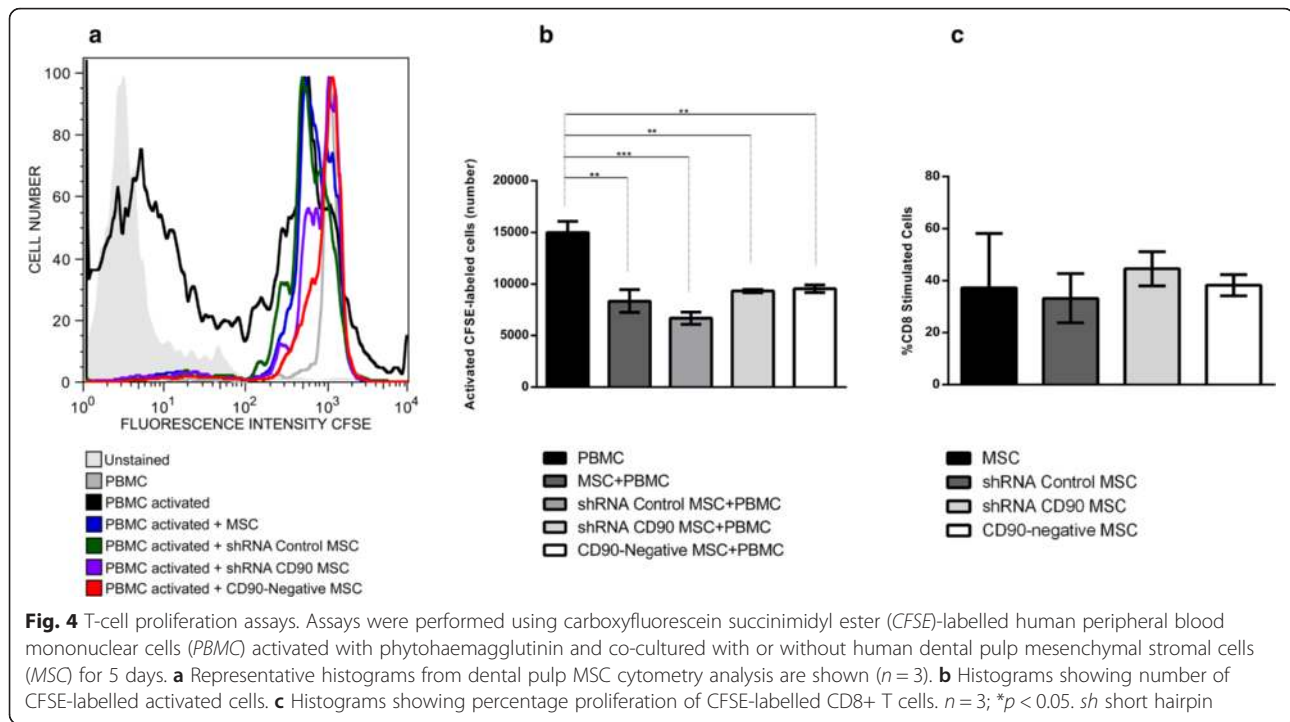 a
b
c
100
80
60
40
20
0
CELL NUMBER
10^0 10^1 10^2 10^3 10^4
FLUORESCENCE INTENSITY CFSE
Unstained
PBMC
PBMC activated
PBMC activated + MSC
PBMC activated + shRNA Control MSC
PBMC activated + shRNA CD90 MSC
PBMC activated + CD90-Negative MSC
**
**
***
**
20000
15000
10000
5000
0
Activated CFSE-labeled cells (number)
PBMC
MSC+PBMC
shRNA Control MSC+PBMC
shRNA CD90 MSC+PBMC
CD90-Negative MSC+PBMC
80
60
40
20
0
%CD8 Stimulated Cells
MSC
shRNA Control MSC
shRNA CD90 MSC
CD90-negative MSC
Fig. 4 T-cell proliferation assays. Assays were performed using carboxyfluorescein succinimidyl ester (CFSE)-labelled human peripheral blood
mononuclear cells (PBMC) activated with phytohaemagglutinin and co-cultured with or without human dental pulp mesenchymal stromal cells
(MSC) for 5 days. a Representative histograms from dental pulp MSC cytometry analysis are shown (n = 3). b Histograms showing number of
CFSE-labelled activated cells. c Histograms showing percentage proliferation of CFSE-labelled CD8+ T cells. n = 3; *p < 0.05. sh short hairpin